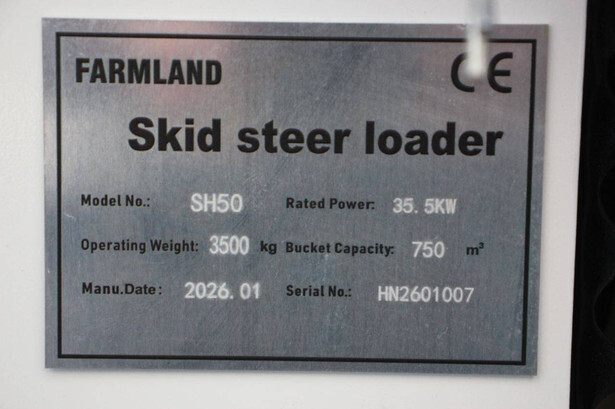 FARMLAND CE
Skid steer loader
Model No.: SH50 Rated Power: 35.5KW
Operating Weight: 3500 kg Bucket Capacity: 750 m³
Manu.Date: 2026.01 Serial No.: HN2601007